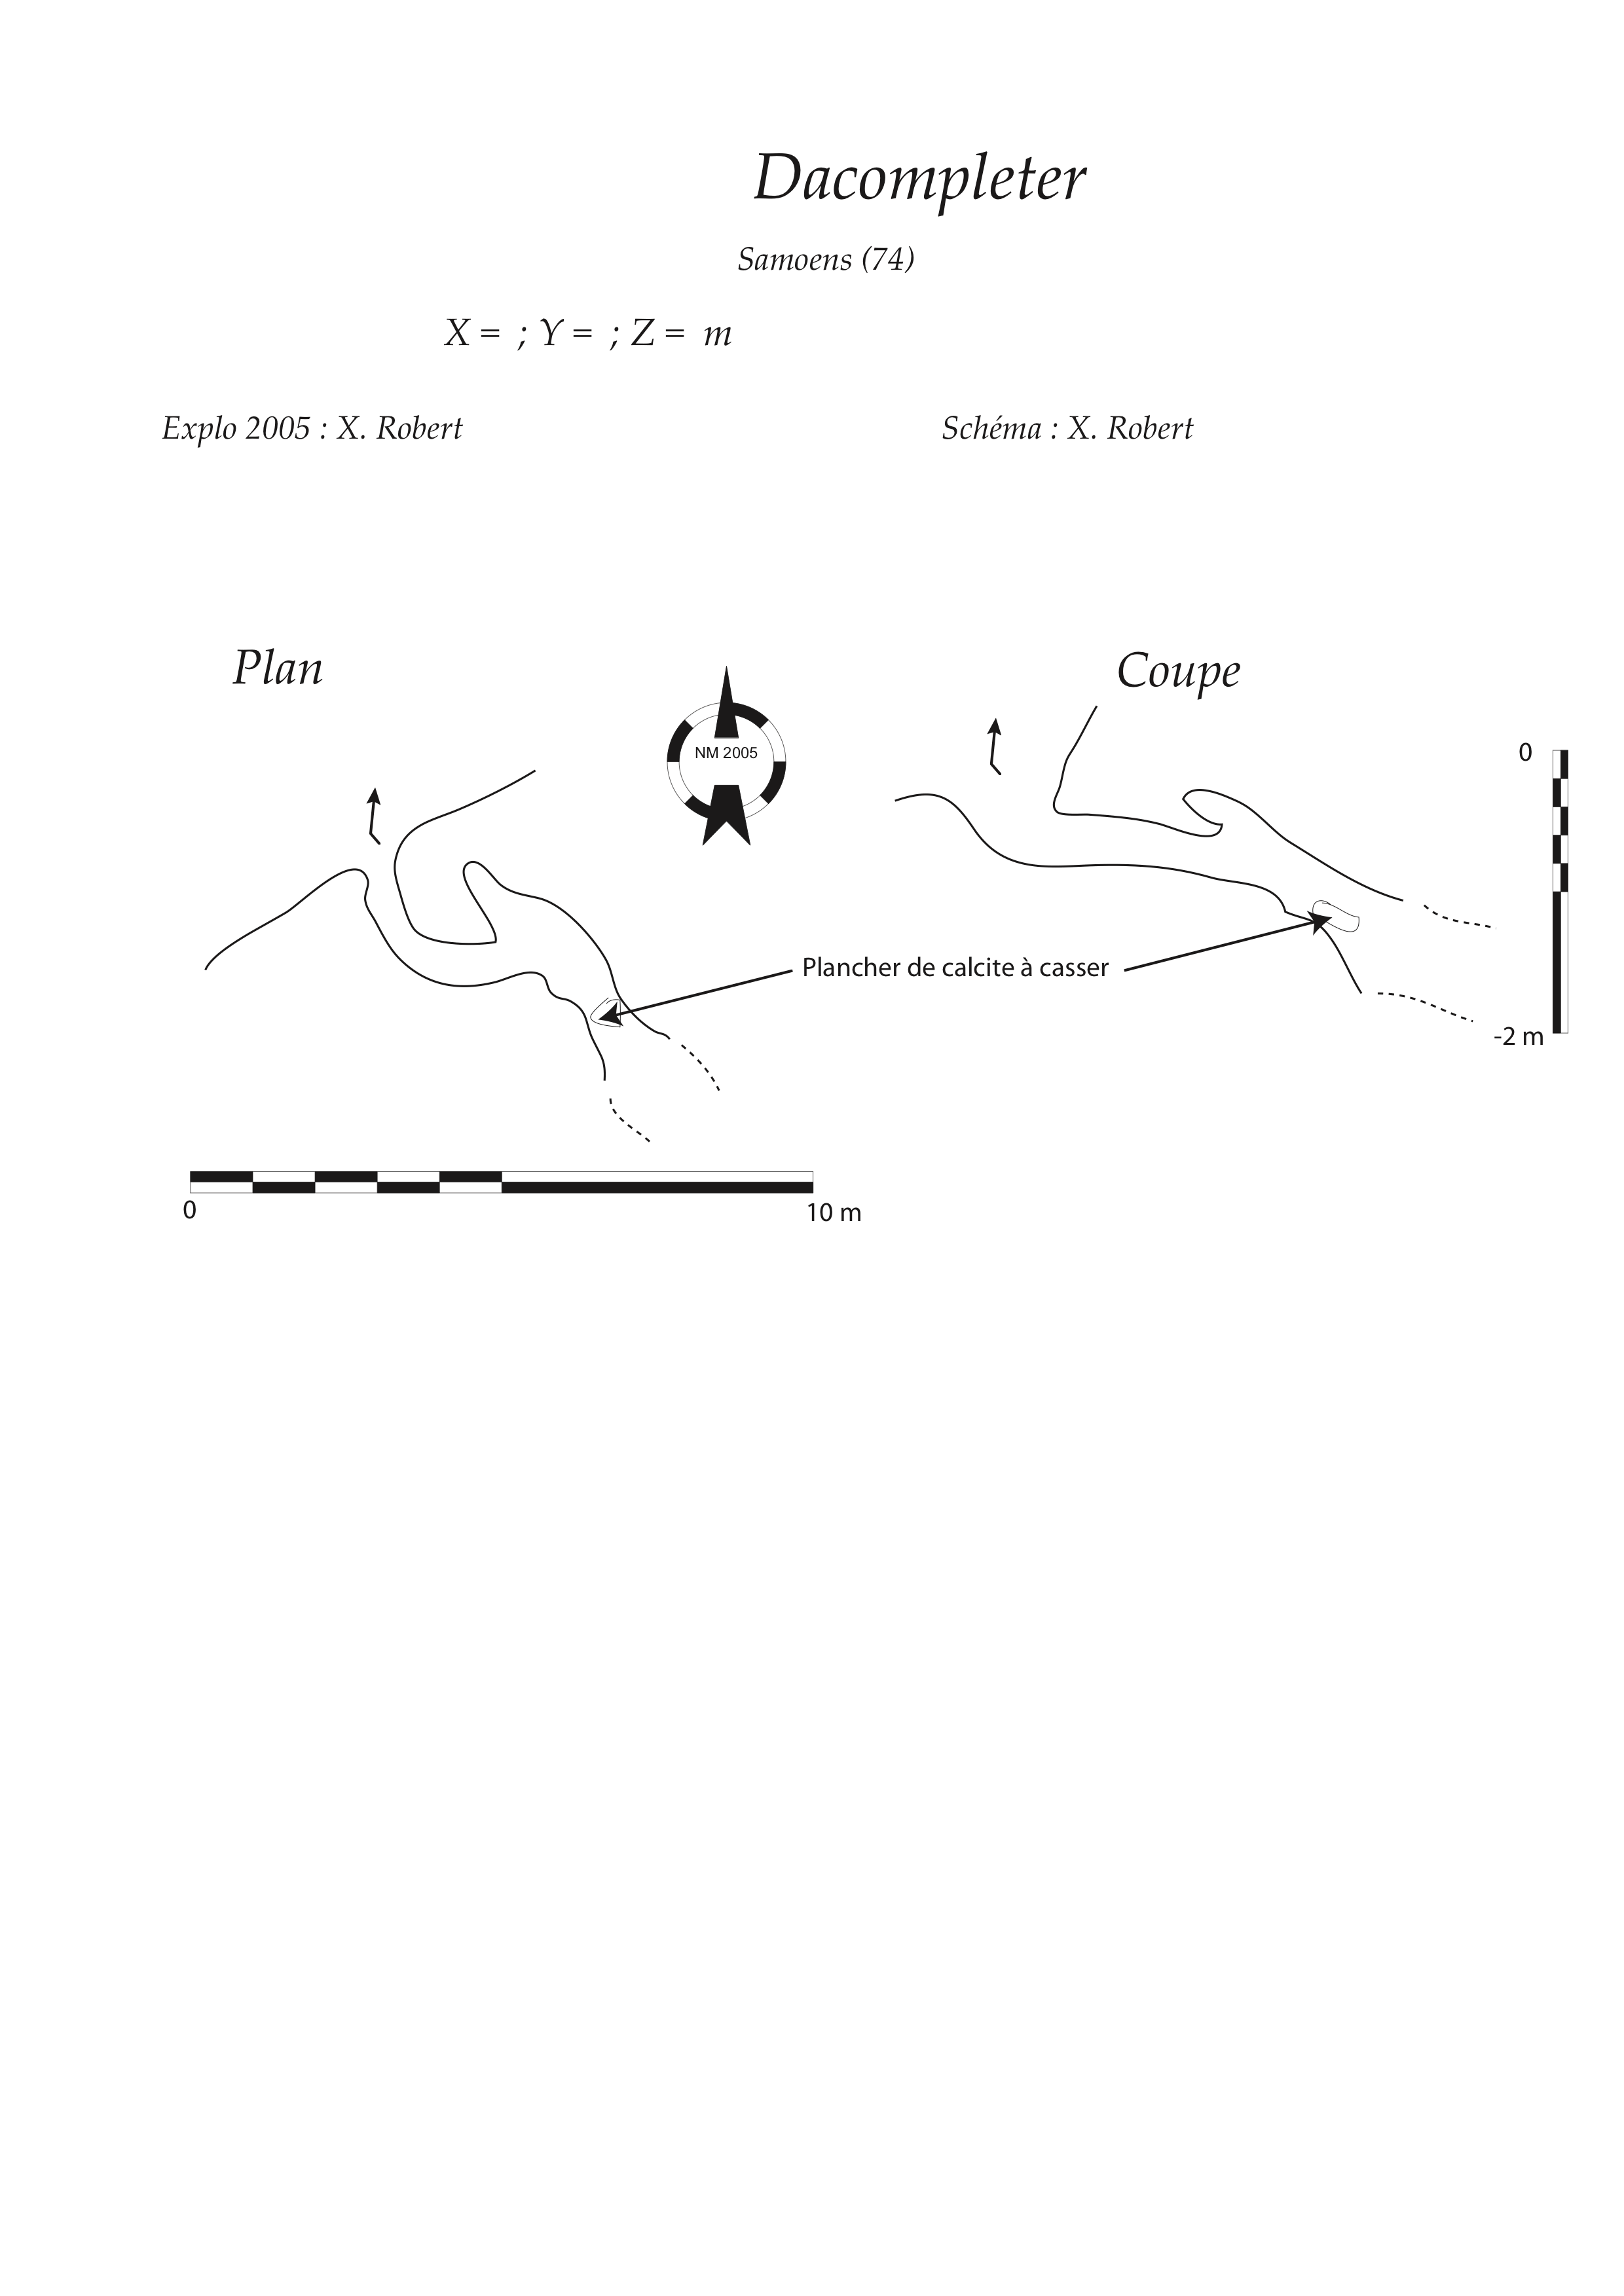 Dacompleter
Samoens (74)
X = ; Y = ; Z = m
Explo 2005 : X. Robert
Schéma : X. Robert
Plan
Coupe
NM 2005
0
Plancher de calcite à casser
-2 m
0
10 m